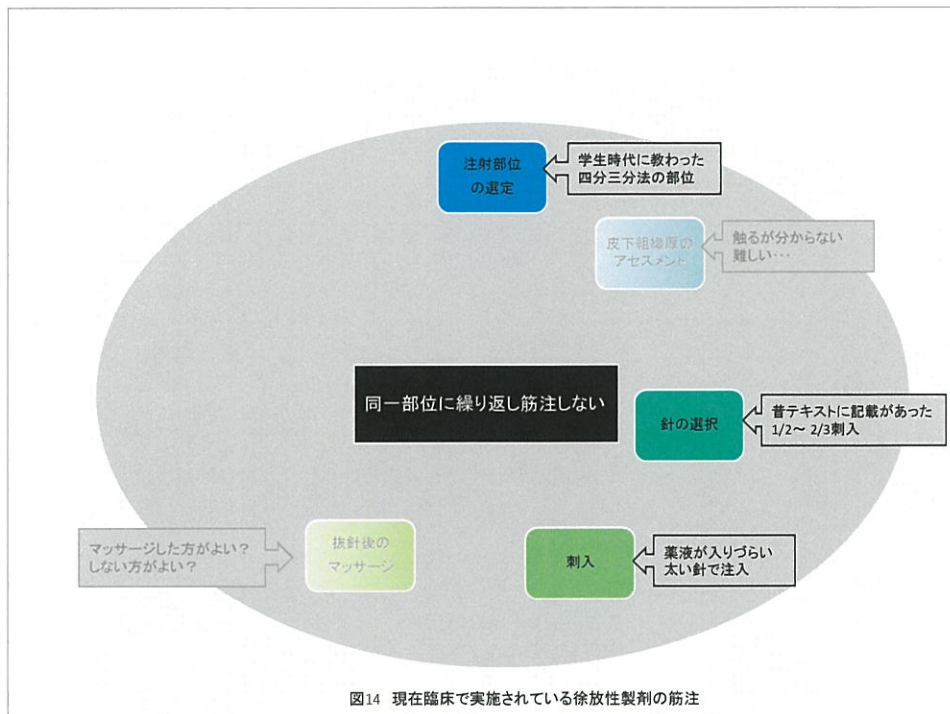 注射部位
の選定
学生時代に教わった
四分三分法の部位
皮下組織厚の
アセスメント
触るが分からない
難しい…
同一部位に繰り返し筋注しない
針の選択
昔テキストに記載があった
1/2～ 2/3刺入
マッサージした方がよい？
しない方がよい？
抜針後の
マッサージ
刺入
薬液が入りづらい
太い針で注入
図14 現在臨床で実施されている徐放性製剤の筋注